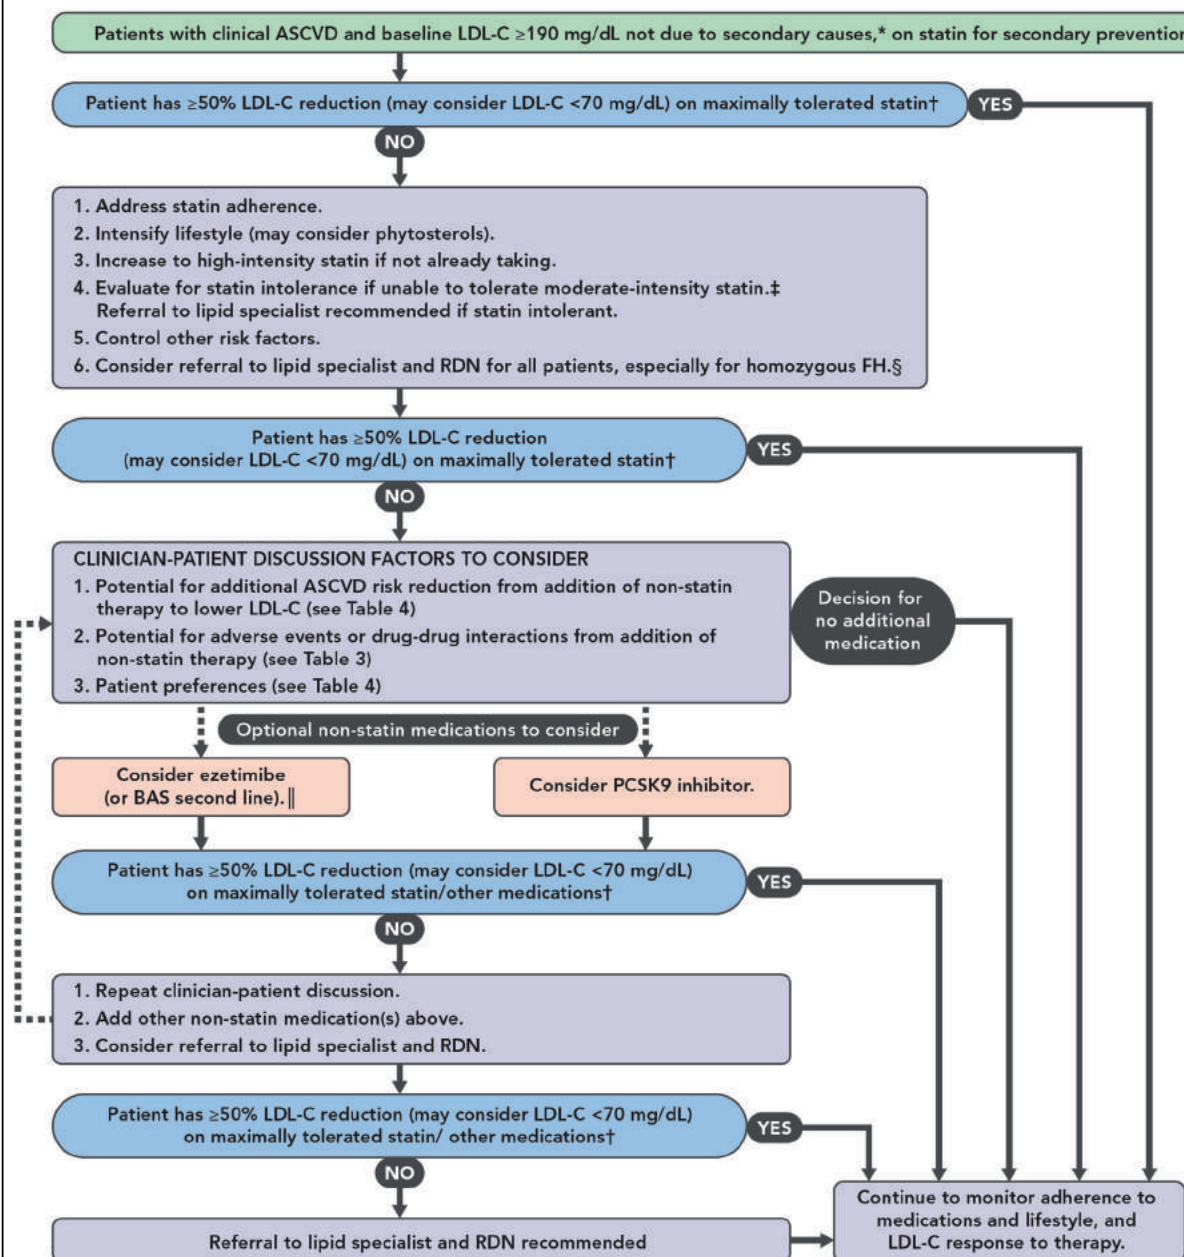 Patients with clinical ASCVD and baseline LDL-C ≥190 mg/dL not due to secondary causes,* on statin for secondary prevention
Patient has ≥50% LDL-C reduction (may consider LDL-C <70 mg/dL) on maximally tolerated statin†
YES
NO
1. Address statin adherence.
2. Intensify lifestyle (may consider phytosterols).
3. Increase to high-intensity statin if not already taking.
4. Evaluate for statin intolerance if unable to tolerate moderate-intensity statin.‡
Referral to lipid specialist recommended if statin intolerant.
5. Control other risk factors.
6. Consider referral to lipid specialist and RDN for all patients, especially for homozygous FH.§
Patient has ≥50% LDL-C reduction
(may consider LDL-C <70 mg/dL) on maximally tolerated statin†
YES
NO
CLINICIAN-PATIENT DISCUSSION FACTORS TO CONSIDER
1. Potential for additional ASCVD risk reduction from addition of non-statin
therapy to lower LDL-C (see Table 4)
2. Potential for adverse events or drug-drug interactions from addition of
non-statin therapy (see Table 3)
3. Patient preferences (see Table 4)
Decision for
no additional
medication
Optional non-statin medications to consider
Consider ezetimibe
(or BAS second line).‖
Consider PCSK9 inhibitor.
Patient has ≥50% LDL-C reduction (may consider LDL-C <70 mg/dL)
on maximally tolerated statin/other medications†
YES
NO
1. Repeat clinician-patient discussion.
2. Add other non-statin medication(s) above.
3. Consider referral to lipid specialist and RDN.
Patient has ≥50% LDL-C reduction (may consider LDL-C <70 mg/dL)
on maximally tolerated statin/ other medications†
YES
NO
Referral to lipid specialist and RDN recommended
Continue to monitor adherence to
medications and lifestyle, and
LDL-C response to therapy.